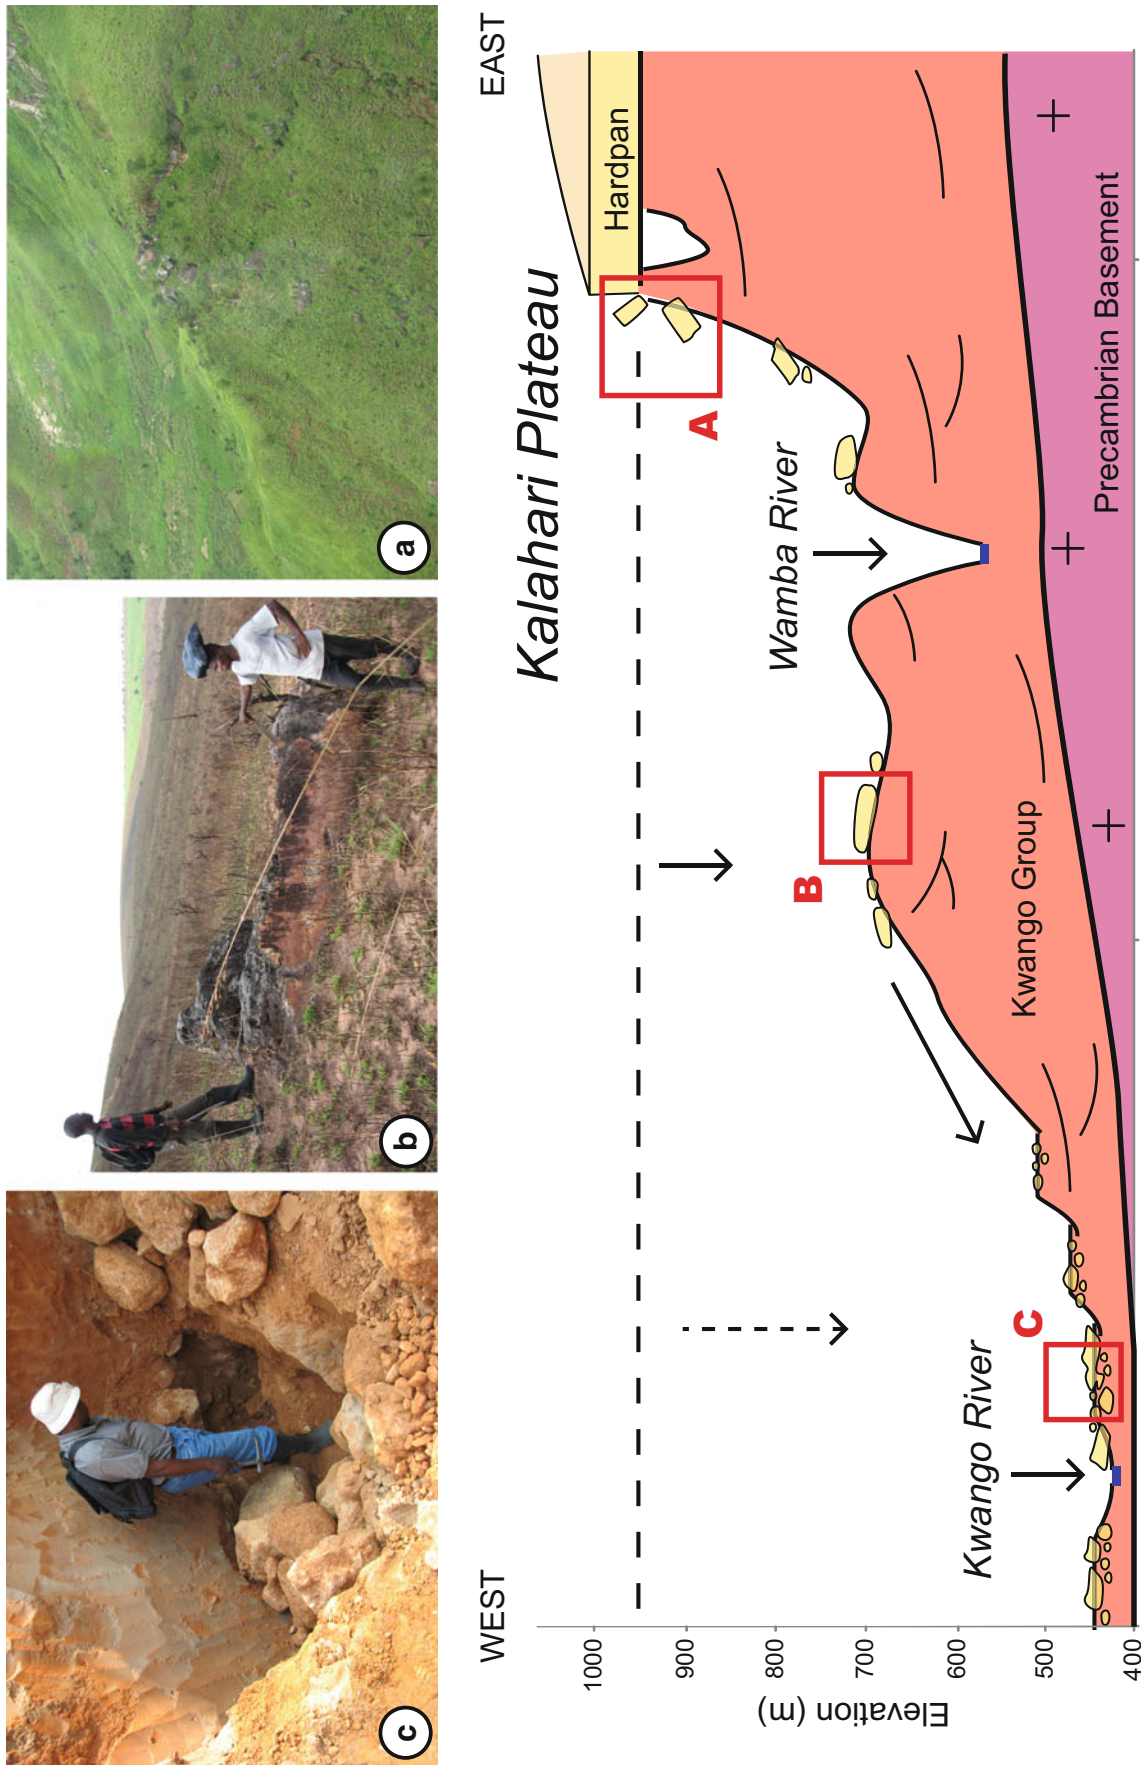 c
b
a
WEST
EAST
Kalahari Plateau
Hardpan
A
Wamba River
B
C
Kwango River
Kwango Group
Precambrian Basement
Elevation (m)
1000
900
800
700
600
500
400